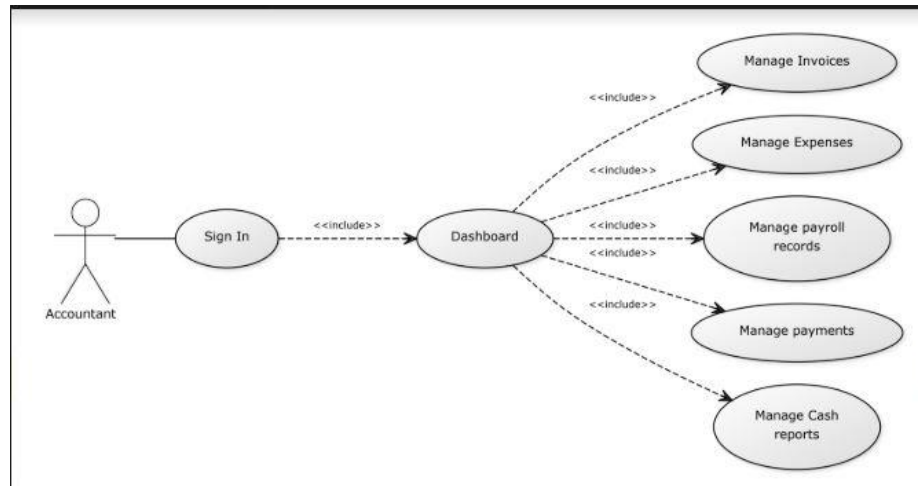 Accountant
Sign In
<<include>>
Dashboard
<<include>>
<<include>>
<<include>>
<<include>>
<<include>>
Manage Invoices
Manage Expenses
Manage payroll
records
Manage payments
Manage Cash
reports